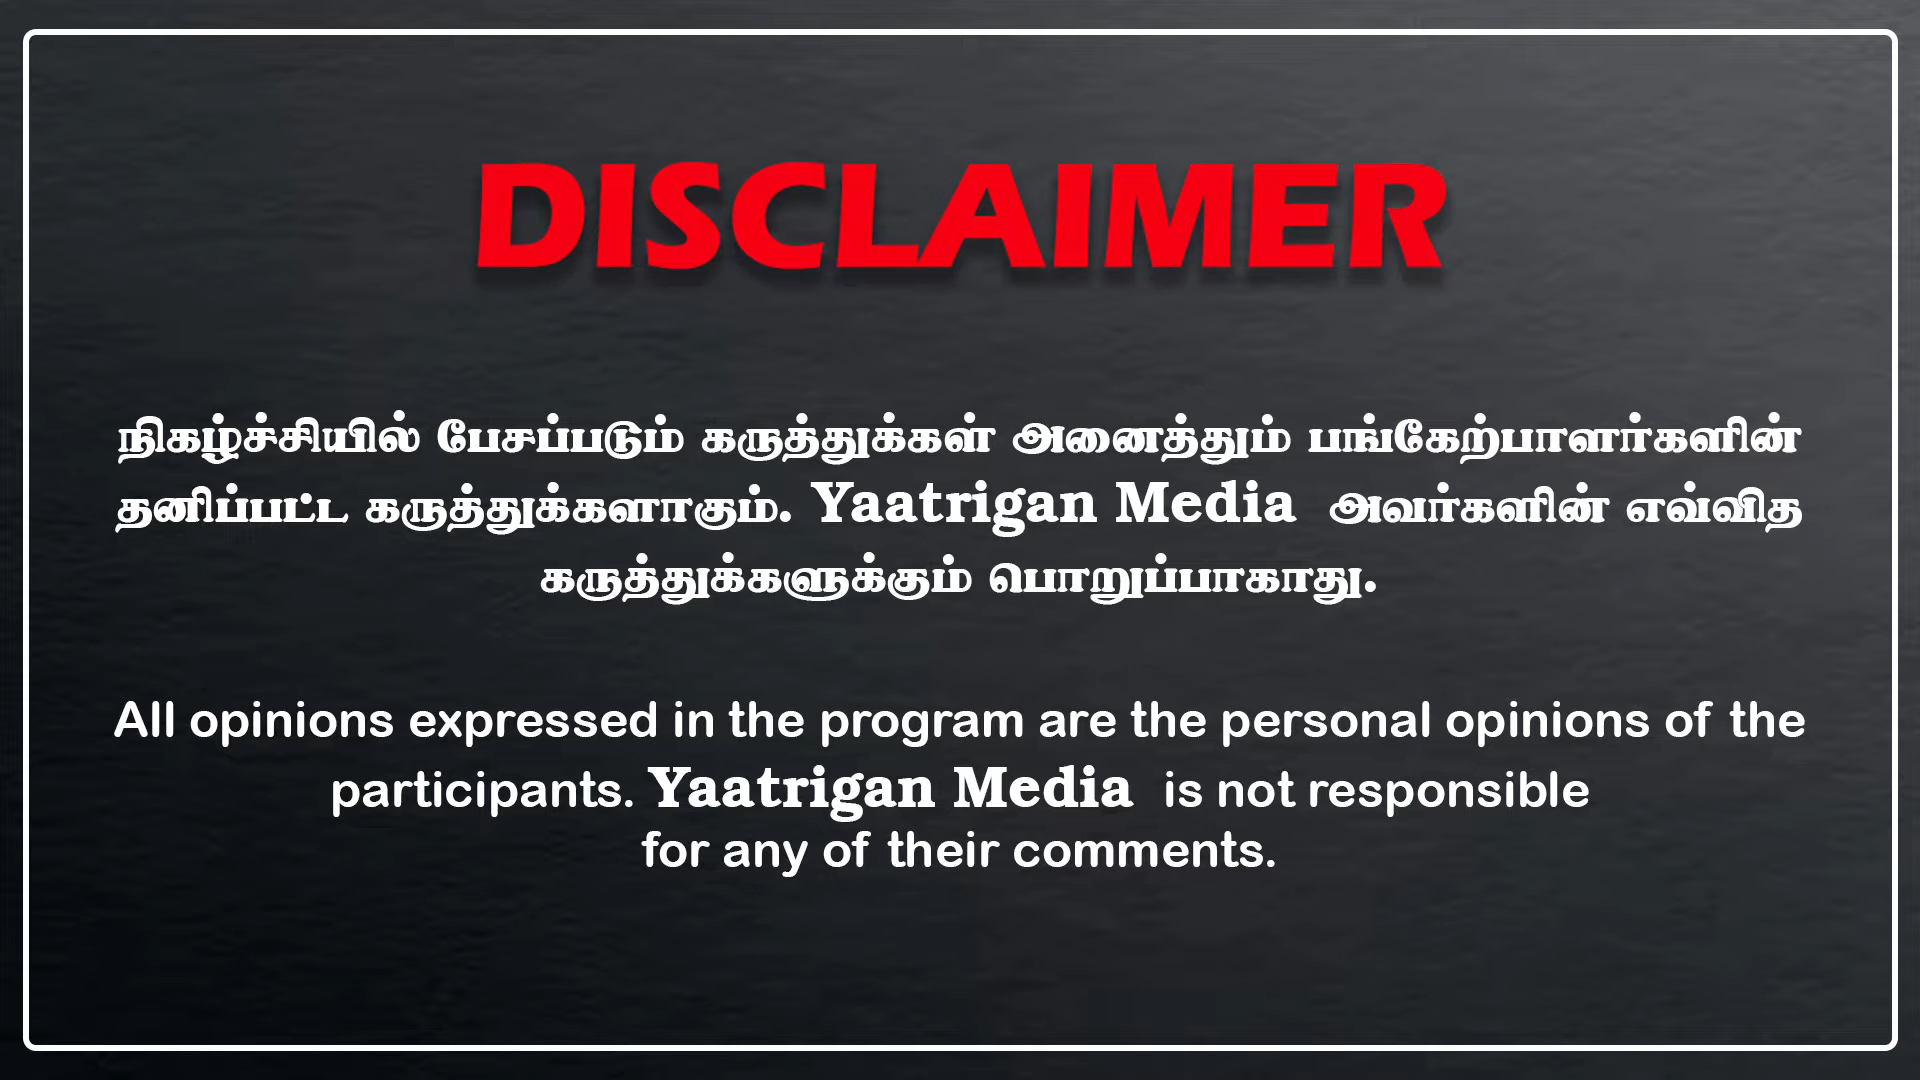 DISCLAIMER
நிகழ்ச்சியில் பேசப்படும் கருத்துக்கள் அனைத்தும் பங்கேற்பாளர்களின்
தனிப்பட்ட கருத்துக்களாகும். Yaatrigan Media அவர்களின் எவ்வித
கருத்துக்களுக்கும் பொறுப்பாகாது.
All opinions expressed in the program are the personal opinions of the
participants. Yaatrigan Media is not responsible
for any of their comments.